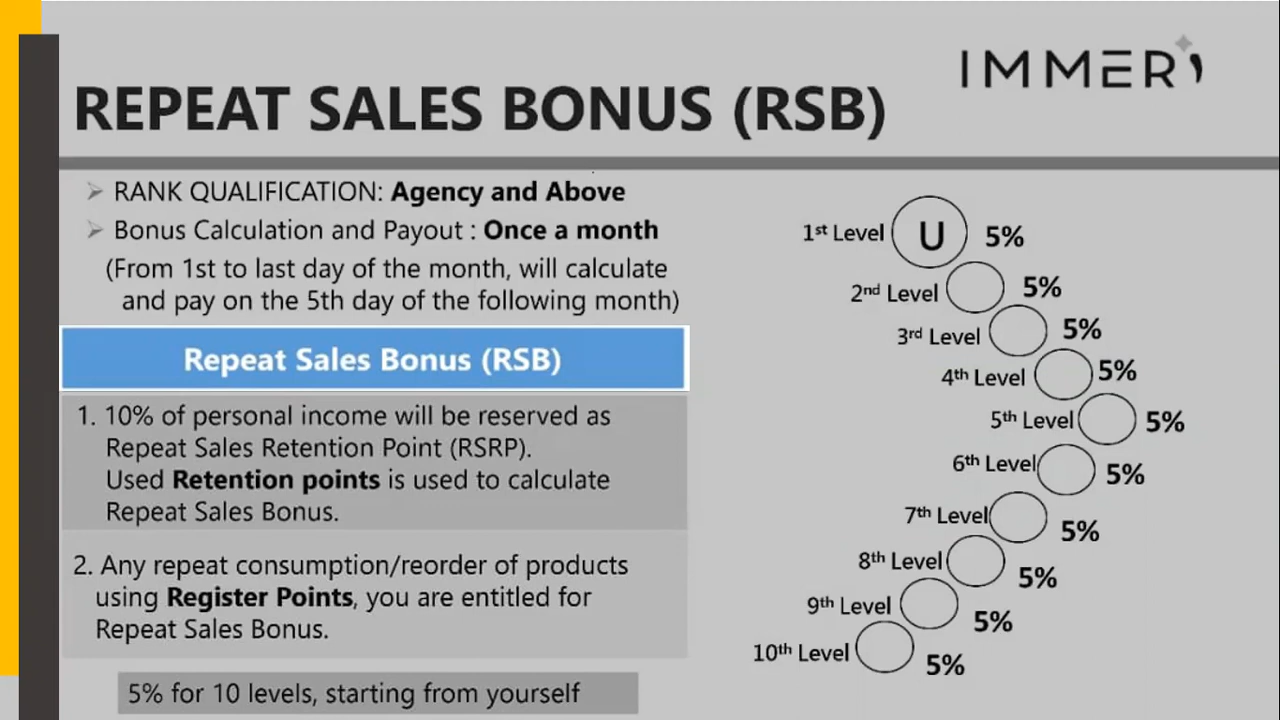 IMMER
REPEAT SALES BONUS (RSB)
RANK QUALIFICATION: Agency and Above
Bonus Calculation and Payout : Once a month
(From 1st to last day of the month, will calculate
and pay on the 5th day of the following month)
Repeat Sales Bonus (RSB)
1. 10% of personal income will be reserved as
Repeat Sales Retention Point (RSRP).
Used Retention points is used to calculate
Repeat Sales Bonus.
2. Any repeat consumption/reorder of products
using Register Points, you are entitled for
Repeat Sales Bonus.
5% for 10 levels, starting from yourself
1st Level U 5%
2nd Level 5%
3rd Level 5%
4th Level 5%
5th Level 5%
6th Level 5%
7th Level 5%
8th Level 5%
9th Level 5%
10th Level 5%